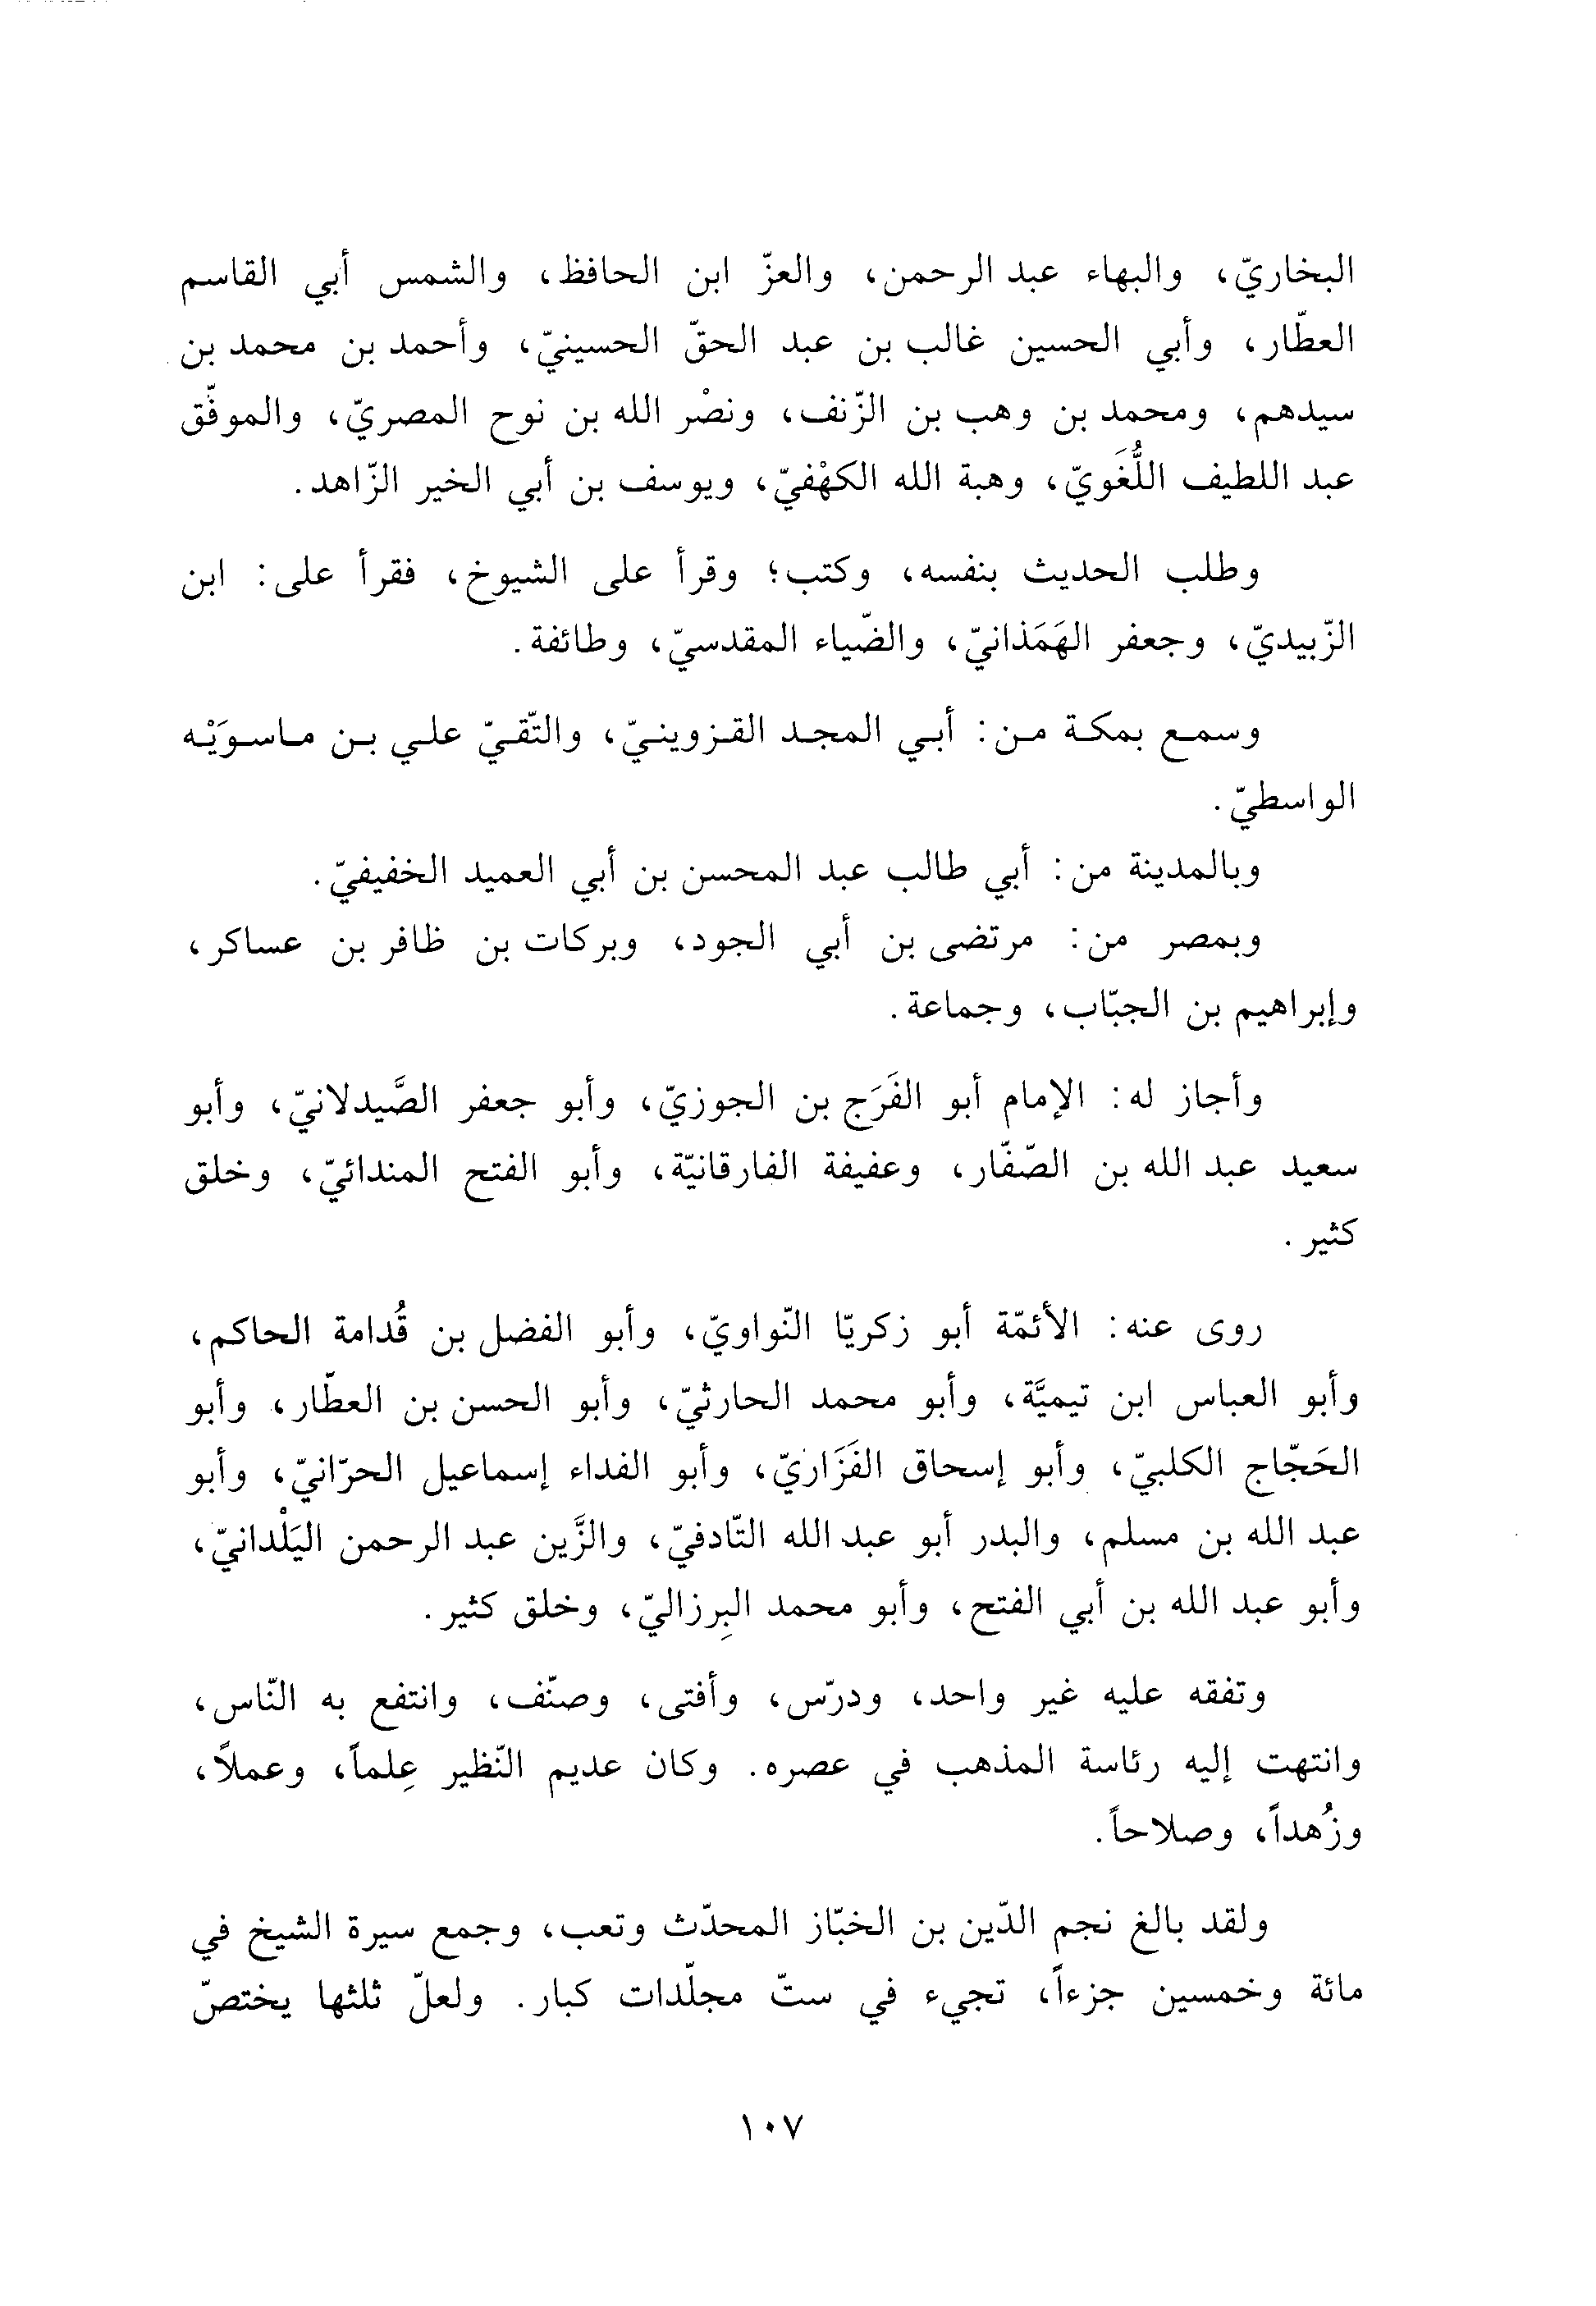 البخاريّ، والبهاء عبد الرحمن، والعزّ ابن الحافظ، والشمس أبي القاسم
العطّار، وأبي الحسين غالب بن عبد الحقّ الحسينيّ، وأحمد بن محمد بن
سيدهم، ومحمد بن وهب بن الزّنف، ونصْر الله بن نوح المصريّ، والموفّق
عبد اللطيف اللُّغَويّ، وهبة الله الكهْفيّ، ويوسف بن أبي الخير الزّاهد.
وطلب الحديث بنفسه، وكتب؛ وقرأ على الشيوخ، فقرأ على: ابن
الزّبيديّ، وجعفر الهَمَذانيّ، والضّياء المقدسيّ، وطائفة.
وسمع بمكة من: أبي المجد القزوينيّ، والتّقيّ علي بن ماسوَيْه
الواسطيّ.
وبالمدينة من: أبي طالب عبد المحسن بن أبي العميد الخفيفيّ.
وبمصر من: مرتضى بن أبي الجود، وبركات بن ظافر بن عساكر،
وإبراهيم بن الجبّاب، وجماعة.
وأجاز له: الإمام أبو الفَرَج بن الجوزيّ، وأبو جعفر الصَّيدلانيّ، وأبو
سعيد عبد الله بن الصّفّار، وعفيفة الفارقانيّة، وأبو الفتح المندائيّ، وخلق
كثير.
روى عنه: الأئمّة أبو زكريّا النّواويّ، وأبو الفضل بن قُدامة الحاكم،
وأبو العباس ابن تيميَّة، وأبو محمد الحارثيّ، وأبو الحسن بن العطّار، وأبو
الحَجّاج الكلبيّ، وأبو إسحاق الفَزَاريّ، وأبو الفداء إسماعيل الحرّانيّ، وأبو
عبد الله بن مسلم، والبدر أبو عبد الله التّادفيّ، والزَّين عبد الرحمن اليَلْدانيّ،
وأبو عبد الله بن أبي الفتح، وأبو محمد البِرزاليّ، وخلق كثير.
وتفقه عليه غير واحد، ودرّس، وأفتى، وصنّف، وانتفع به النّاس،
وانتهت إليه رئاسة المذهب في عصره. وكان عديم النّظير عِلماً، وعملاً،
وزُهداً، وصلاحاً.
ولقد بالغ نجم الدّين بن الخبّاز المحدّث وتعب، وجمع سيرة الشيخ في
مائة وخمسين جزءاً، تجيء في ستّ مجلّدات كبار. ولعلّ ثلثها يختصّ
١٠٧